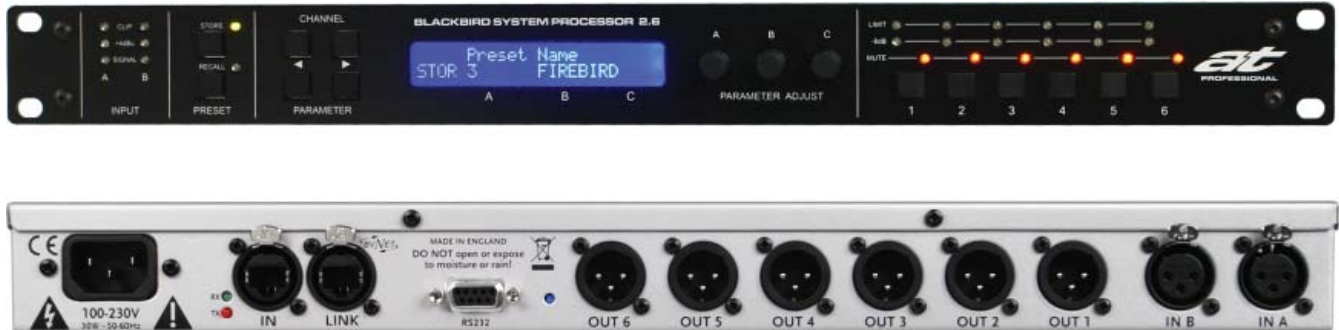 CLIP
+4dBu
SIGNAL
A B
INPUT
STORE
RECALL
PRESET
CHANNEL
PARAMETER
BLACKBIRD SYSTEM PROCESSOR 2.6
Preset Name
STOR 3 FIREBIRD
A B C
A B C
PARAMETER ADJUST
LIMIT
-6dB
MUTE
1 2 3 4 5 6
at
PROFESSIONAL
CE
100-230V
30W ~ 50-60Hz
RX
TX
IN
LINK
MADE IN ENGLAND
DO NOT open or expose
to moisture or rain!
RS232
OUT 6
OUT 5
OUT 4
OUT 3
OUT 2
OUT 1
IN B
IN A